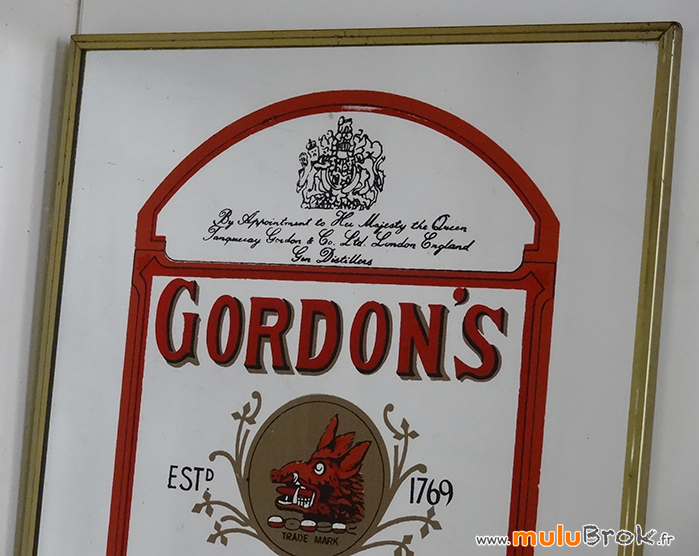 By Appointment to Her Majesty the Queen
Tanqueray Gordon & Co. Ltd. London England
Gin Distillers
GORDON'S
ESTD 1769
TRADE MARK
www.muluBrok.fr